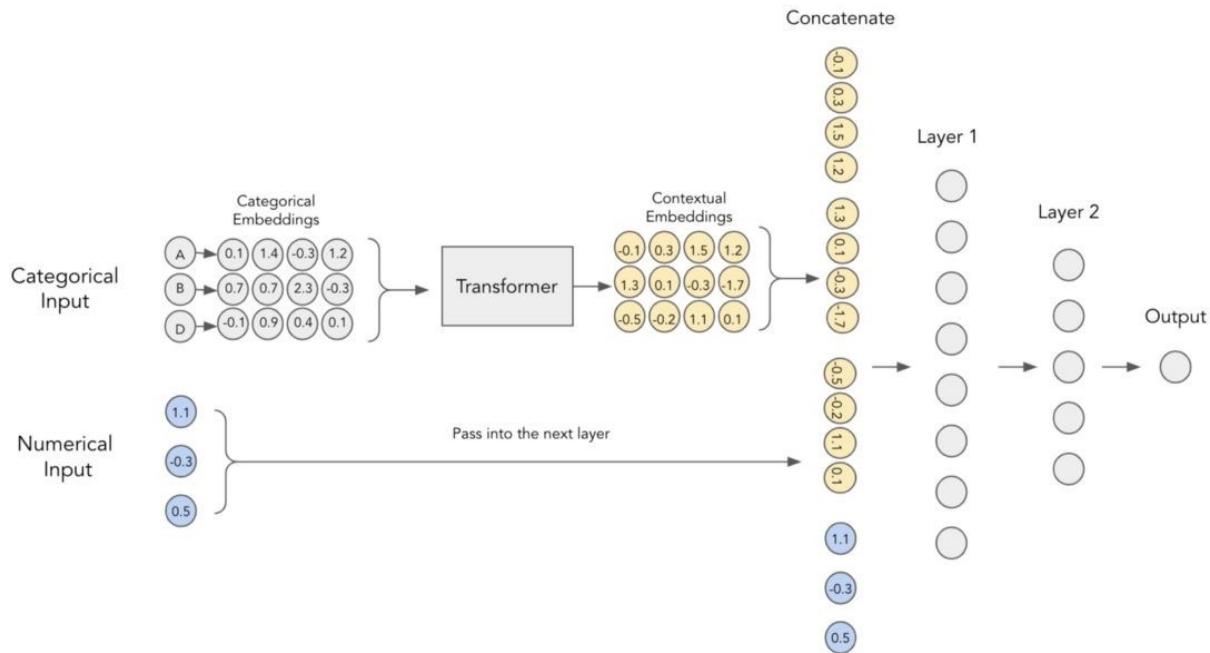 Concatenate
-0.1
0.3
1.5
1.2
1.3
0.1
-0.3
-1.7
-0.5
-0.2
1.1
0.1
1.1
-0.3
0.5
Layer 1
Layer 2
Output
Categorical
Embeddings
Contextual
Embeddings
Categorical
Input
A 0.1 1.4 -0.3 1.2
B 0.7 0.7 2.3 -0.3
D -0.1 0.9 0.4 0.1
Transformer
-0.1 0.3 1.5 1.2
1.3 0.1 -0.3 -1.7
-0.5 -0.2 1.1 0.1
Numerical
Input
1.1
-0.3
0.5
Pass into the next layer